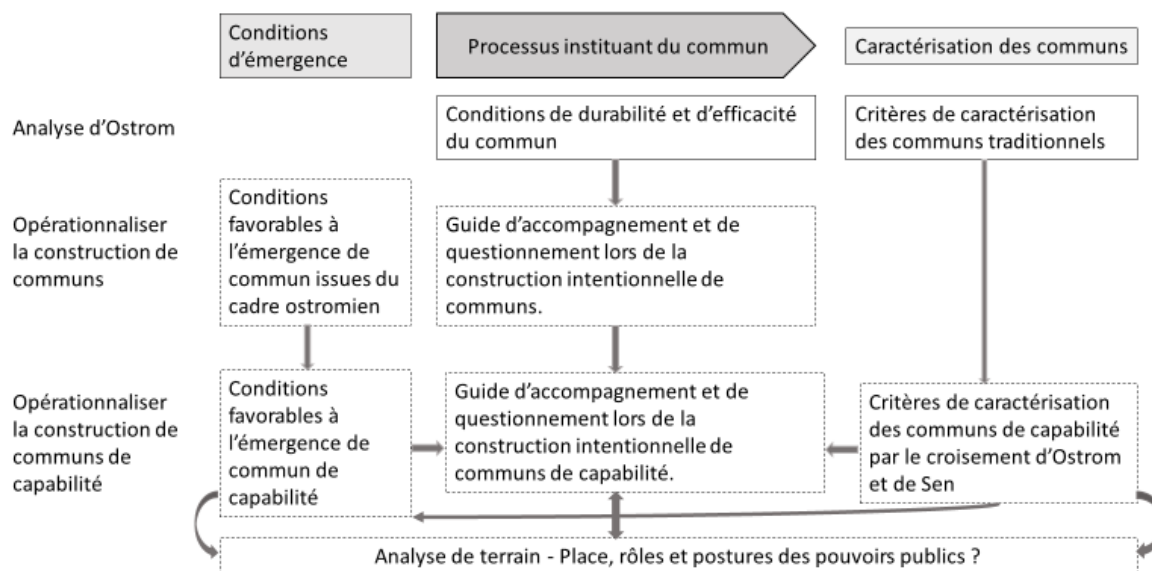 Conditions
d’émergence
Processus instituant du commun
Caractérisation des communs
Analyse d’Ostrom
Conditions de durabilité et d’efficacité
du commun
Critères de caractérisation
des communs traditionnels
Opérationnaliser
la construction de
communs
Conditions
favorables à
l’émergence de
commun issues du
cadre ostromien
Guide d’accompagnement et de
questionnement lors de la
construction intentionnelle de
communs.
Opérationnaliser
la construction de
communs de
capabilité
Conditions
favorables à
l’émergence de
commun de
capabilité
Guide d’accompagnement et de
questionnement lors de la
construction intentionnelle de
communs de capabilité.
Critères de caractérisation
des communs de capabilité
par le croisement d’Ostrom
et de Sen
Analyse de terrain - Place, rôles et postures des pouvoirs publics ?